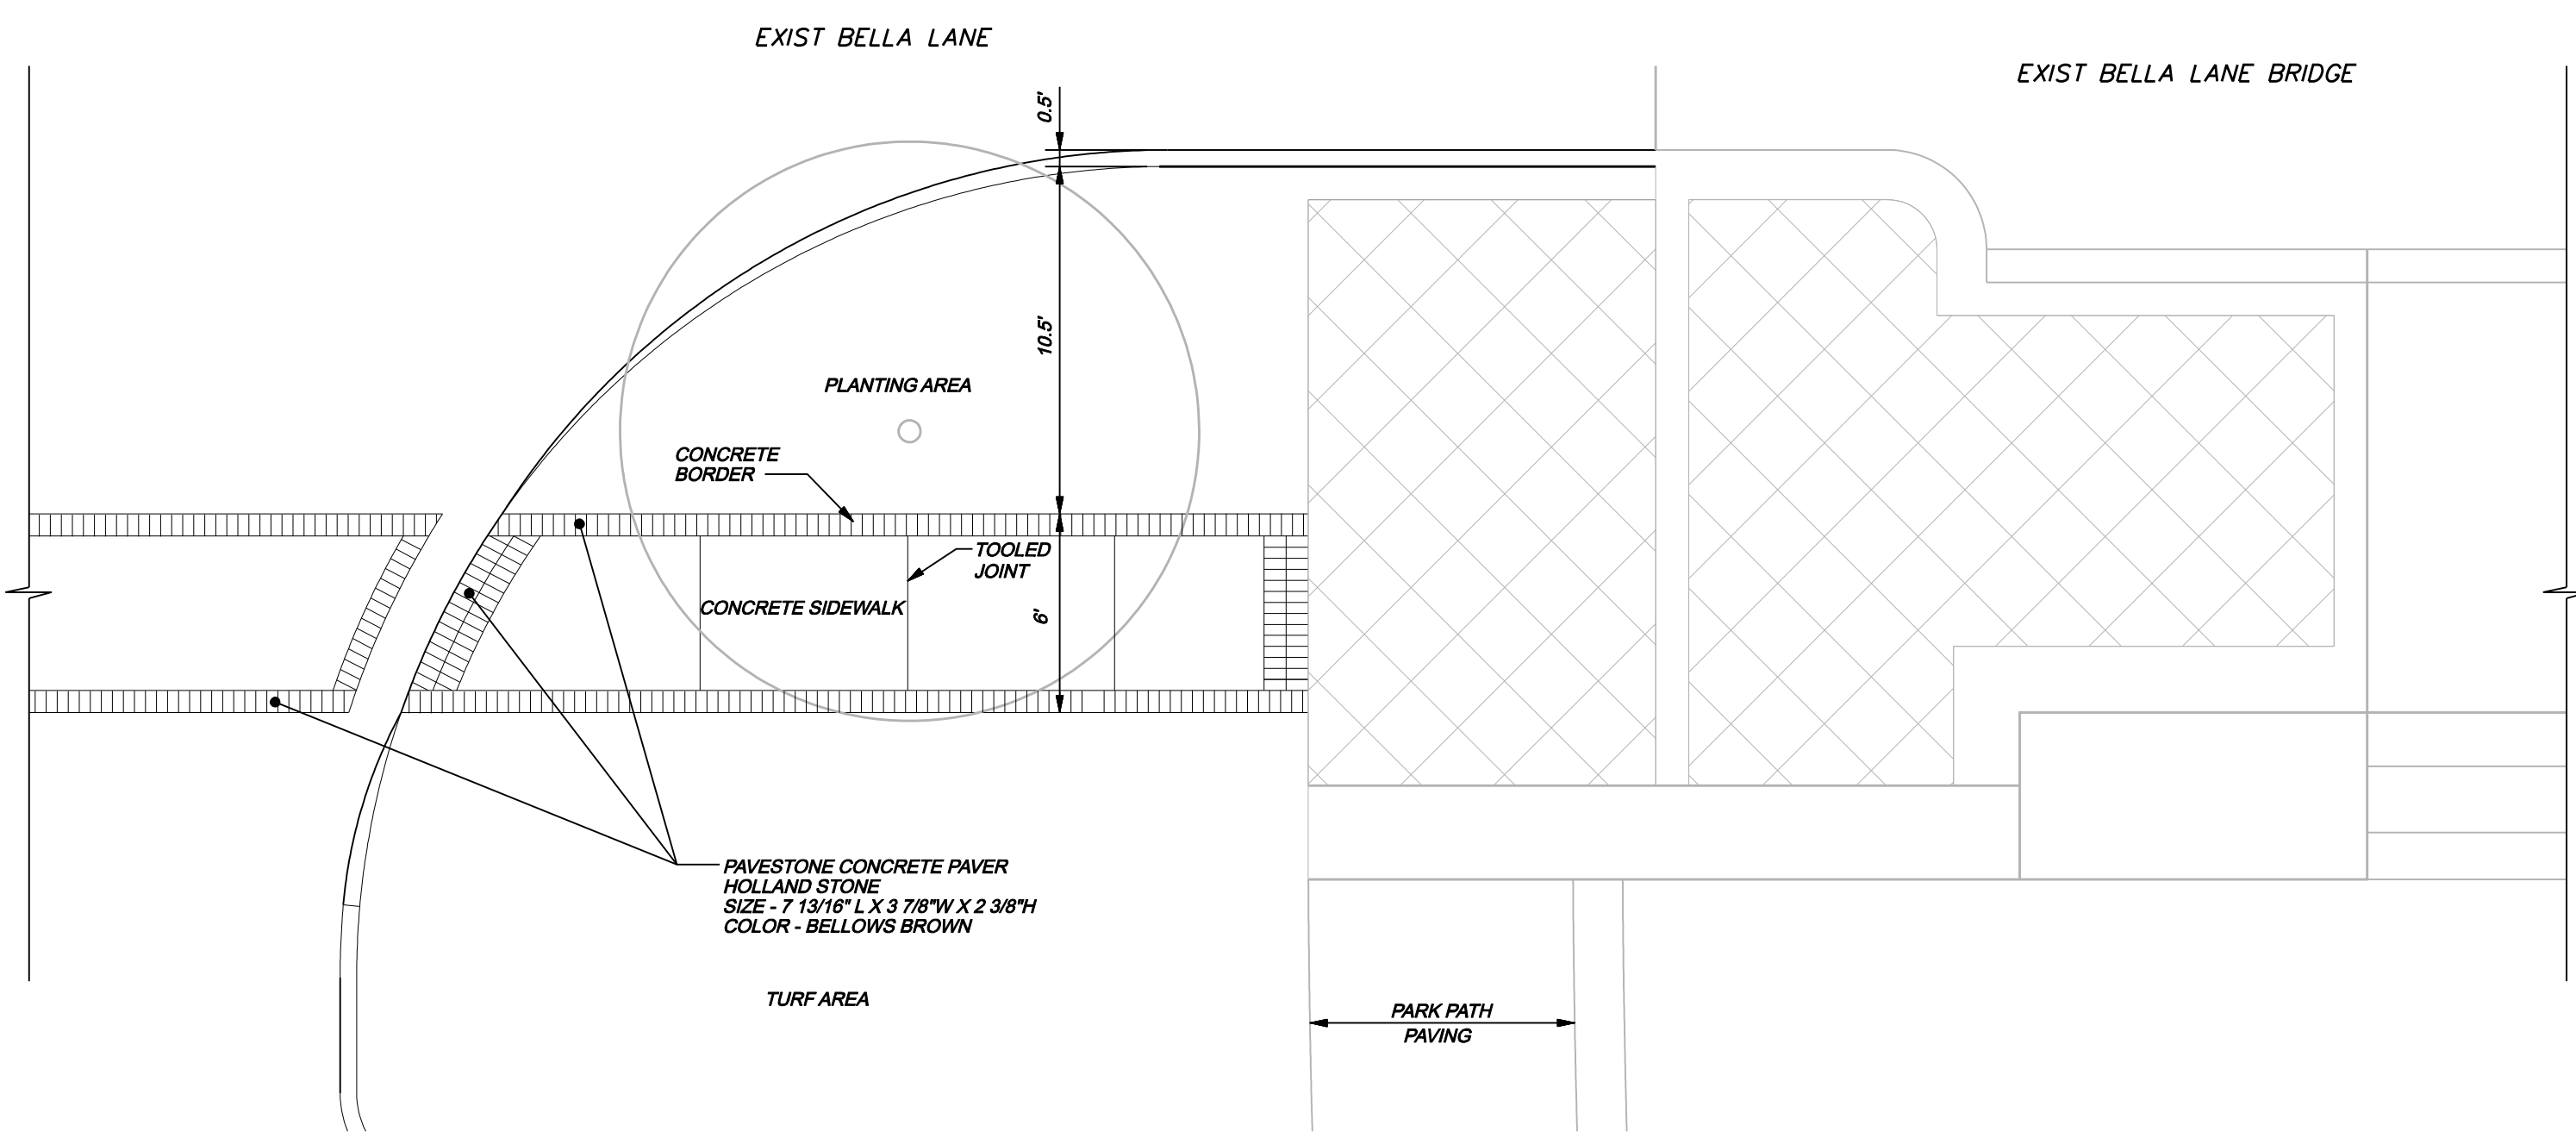 EXIST BELLA LANE
EXIST BELLA LANE BRIDGE
0.5'
10.5'
PLANTING AREA
CONCRETE
BORDER
TOOLED
JOINT
CONCRETE SIDEWALK
6'
PAVESTONE CONCRETE PAVER
HOLLAND STONE
SIZE - 7 13/16" L X 3 7/8"W X 2 3/8"H
COLOR - BELLOWS BROWN
TURF AREA
PARK PATH
PAVING